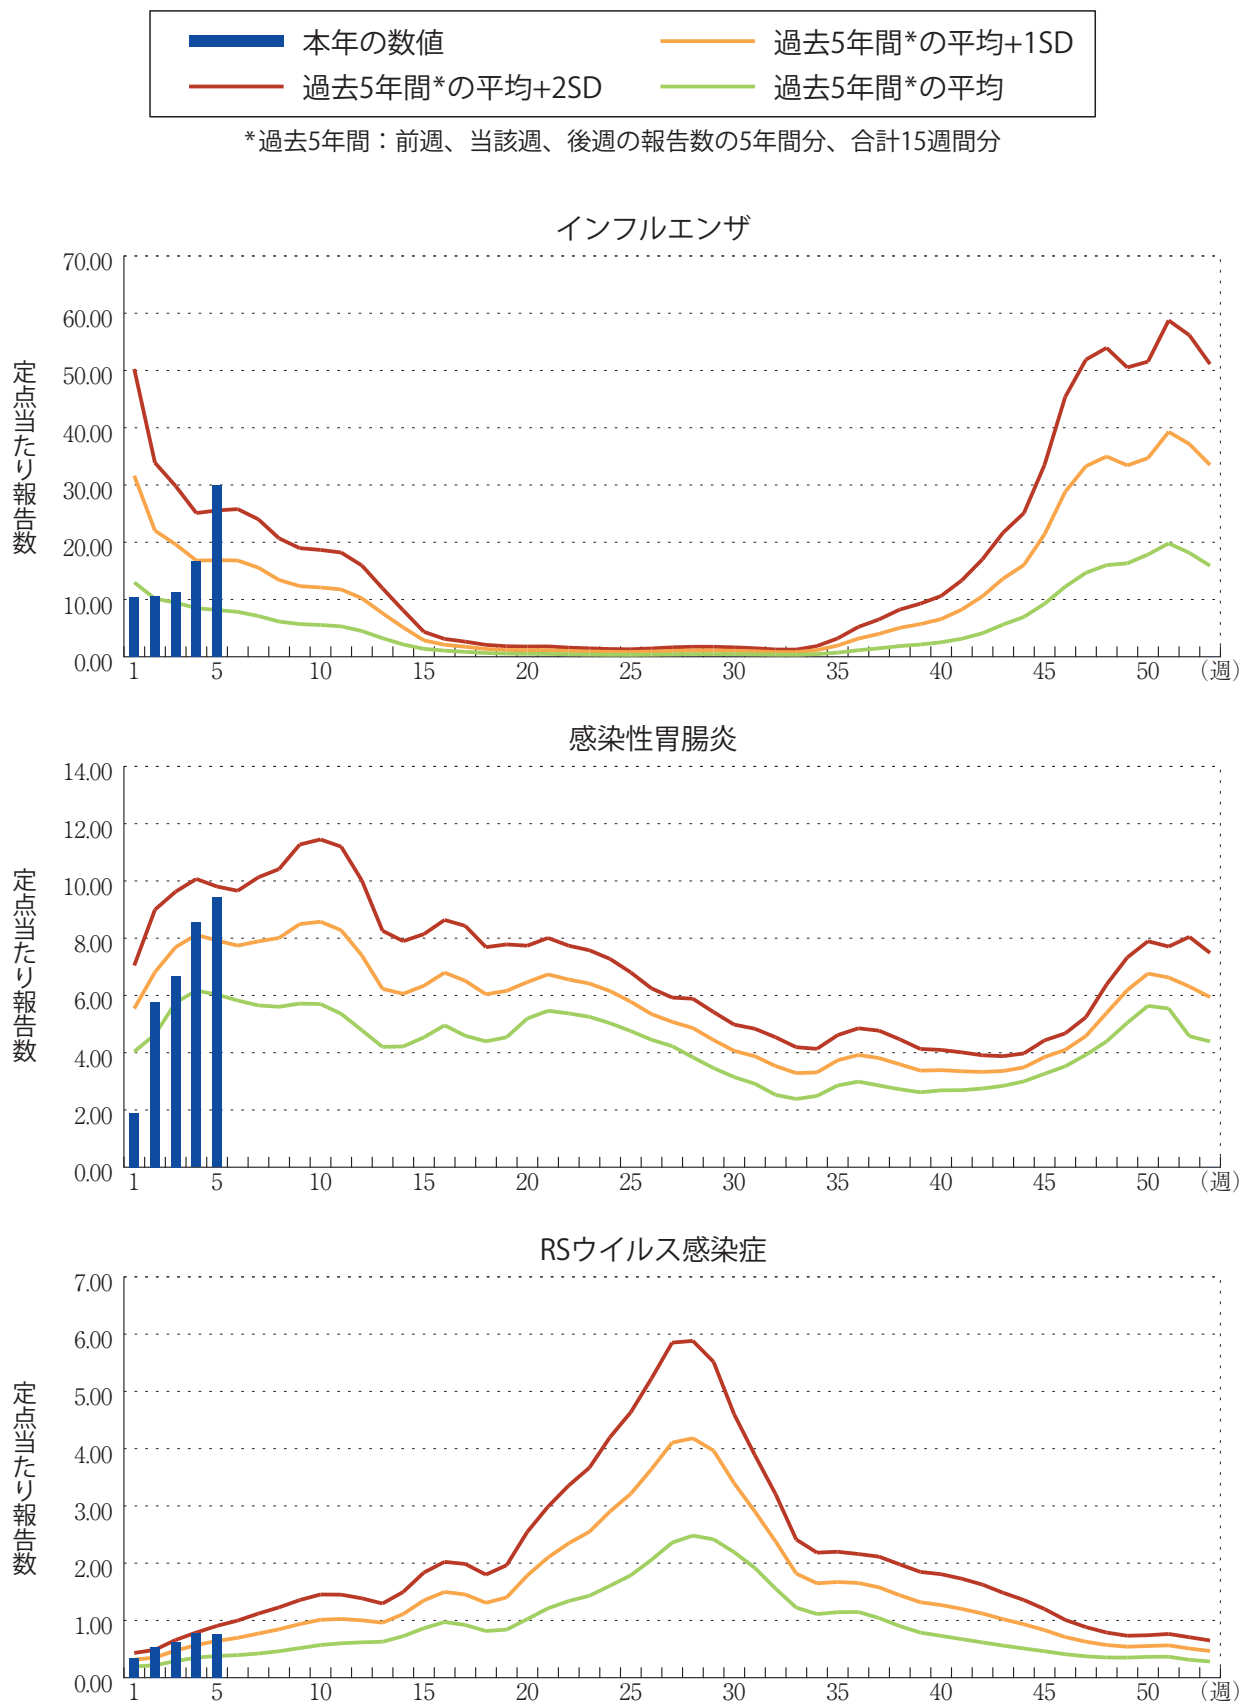 本年の数値
過去5年間*の平均+1SD
過去5年間*の平均+2SD
過去5年間*の平均
*過去5年間：前週、当該週、後週の報告数の5年間分、合計15週間分
インフルエンザ
定点当たり報告数
70.00
60.00
50.00
40.00
30.00
20.00
10.00
0.00
1 5 10 15 20 25 30 35 40 45 50 (週)
感染性胃腸炎
定点当たり報告数
14.00
12.00
10.00
8.00
6.00
4.00
2.00
0.00
1 5 10 15 20 25 30 35 40 45 50 (週)
RSウイルス感染症
定点当たり報告数
7.00
6.00
5.00
4.00
3.00
2.00
1.00
0.00
1 5 10 15 20 25 30 35 40 45 50 (週)